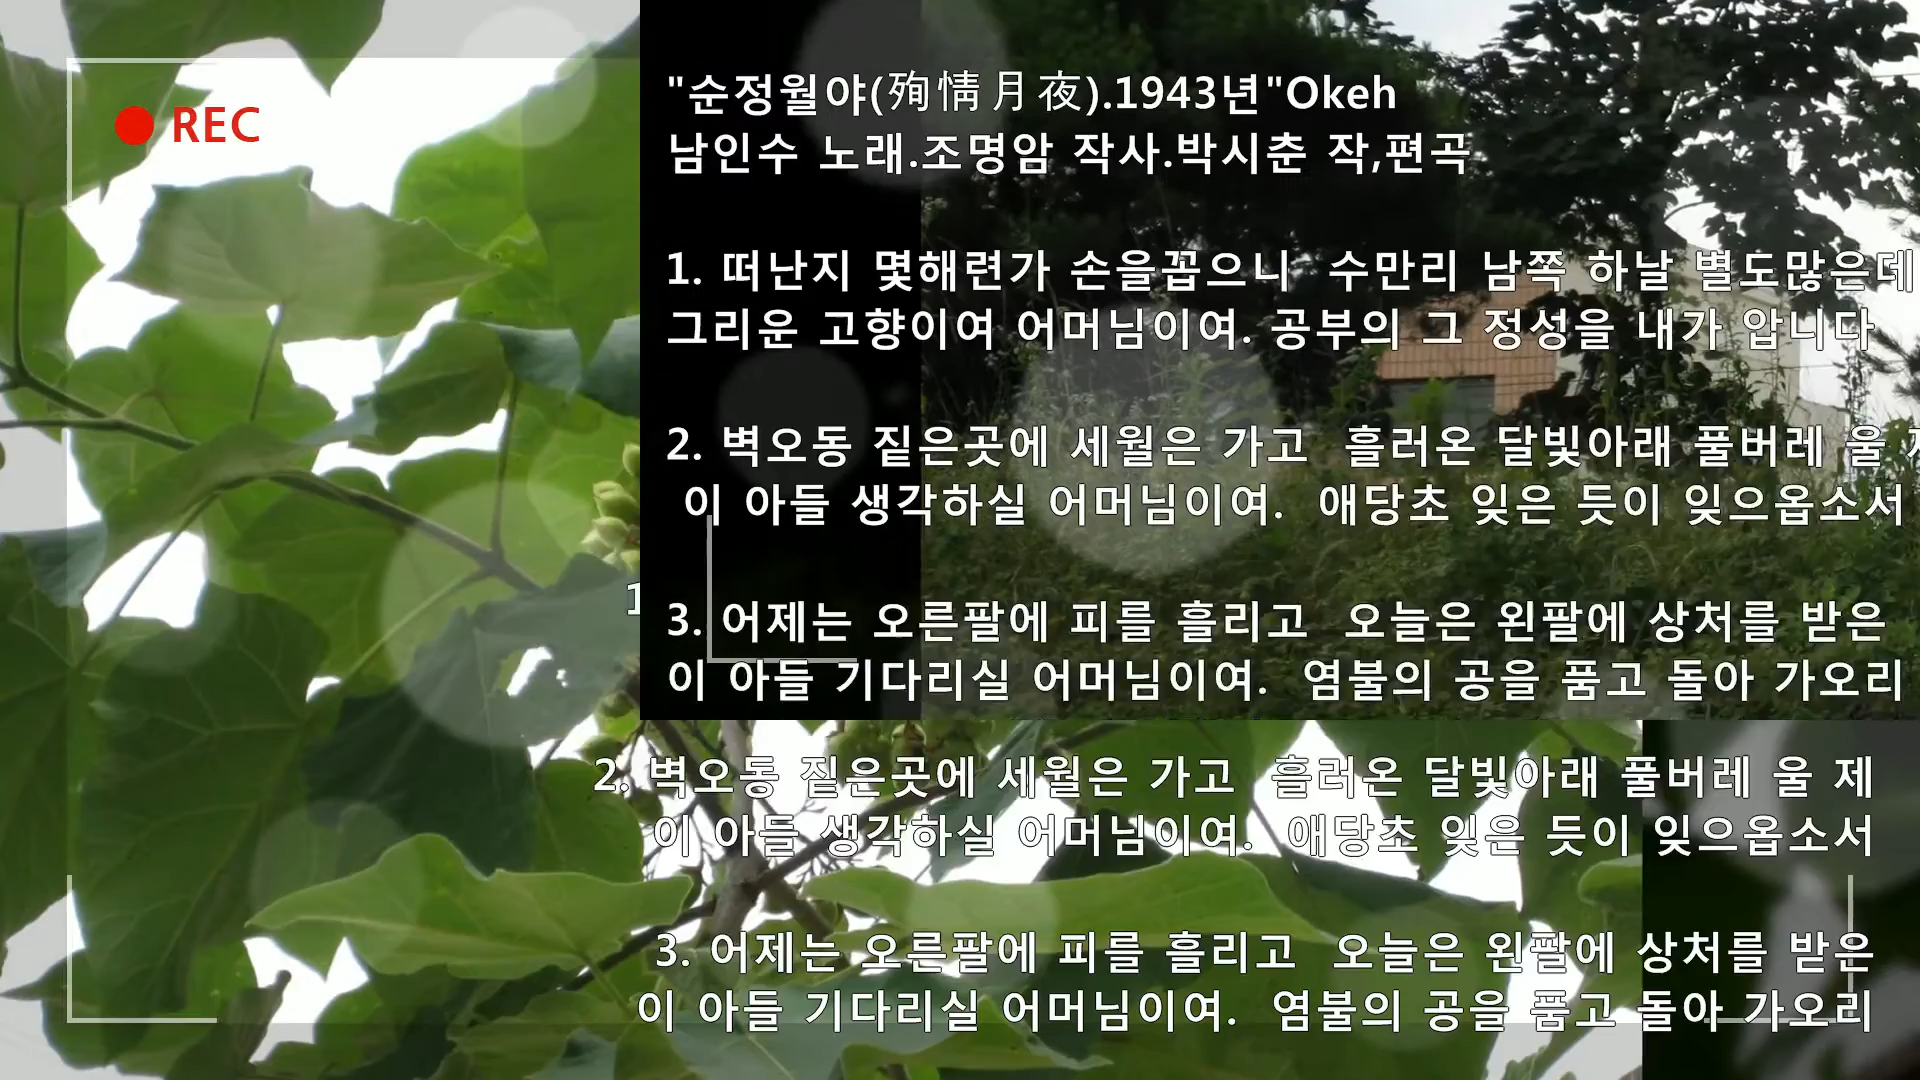 REC
"순정월야(殉情月夜).1943년"Okeh
남인수 노래.조명암 작사.박시춘 작,편곡
1. 떠난지 몇해련가 손을꼽으니 수만리 남쪽 하날 별도많은데
그리운 고향이여 어머님이여. 공부의 그 정성을 내가 압니다
2. 벽오동 짙은곳에 세월은 가고 흘러온 달빛아래 풀버레 울
이 아들 생각하실 어머님이여. 애당초 잊은 듯이 잊으옵소서
1
3. 어제는 오른팔에 피를 흘리고 오늘은 왼팔에 상처를 받은
이 아들 기다리실 어머님이여. 염불의 공을 품고 돌아 가오리
2. 벽오동 짙은곳에 세월은 가고 흘러온 달빛아래 풀버레 울 제
이 아들 생각하실 어머님이여. 애당초 잊은 듯이 잊으옵소서
3. 어제는 오른팔에 피를 흘리고 오늘은 왼팔에 상처를 받은
이 아들 기다리실 어머님이여. 염불의 공을 품고 돌아 가오리